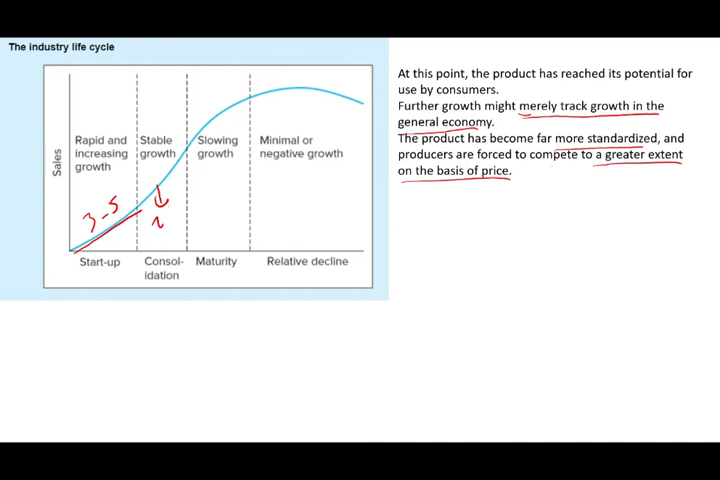 The industry life cycle
At this point, the product has reached its potential for
use by consumers.
Further growth might merely track growth in the
general economy.
The product has become far more standardized, and
producers are forced to compete to a greater extent
on the basis of price.
Sales
Rapid and
increasing
growth
Stable
growth
Slowing
growth
Minimal or
negative growth
3-5
Start-up
Consol-
idation
Maturity
Relative decline